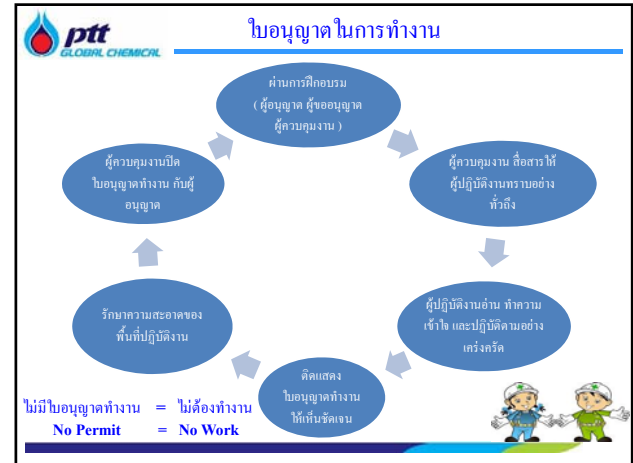 ptt
GLOBAL CHEMICAL
ใบอนุญาตในการทำงาน
ผ่านการฝึกอบรม
( ผู้อนุญาต ผู้ขออนุญาต
ผู้ควบคุมงาน )
ผู้ควบคุมงาน สื่อสารให้
ผู้ปฏิบัติงานทราบอย่าง
ทั่วถึง
ผู้ปฏิบัติงานอ่าน ทำความ
เข้าใจ และปฏิบัติตามอย่าง
เคร่งครัด
ติดแสดง
ใบอนุญาตทำงาน
ให้เห็นชัดเจน
รักษาความสะอาดของ
พื้นที่ปฏิบัติงาน
ผู้ควบคุมงานปิด
ใบอนุญาตทำงาน กับผู้
อนุญาต
ไม่มีใบอนุญาตทำงาน = ไม่ต้องทำงาน
No Permit = No Work